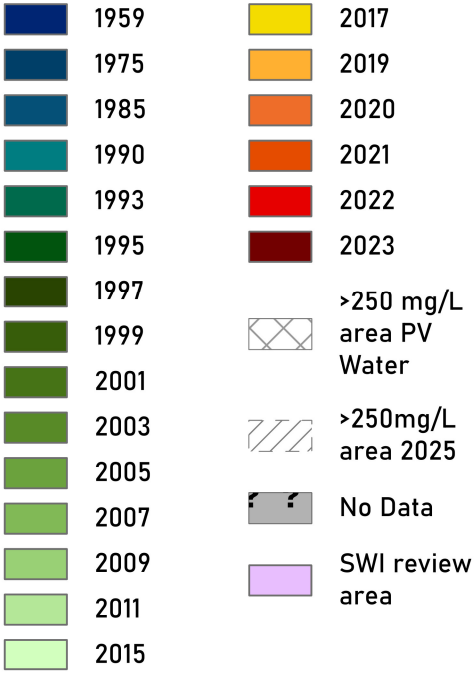 1959
1975
1985
1990
1993
1995
1997
1999
2001
2003
2005
2007
2009
2011
2015
2017
2019
2020
2021
2022
2023
>250 mg/L
area PV
Water
>250mg/L
area 2025
? ?
No Data
SWI review
area